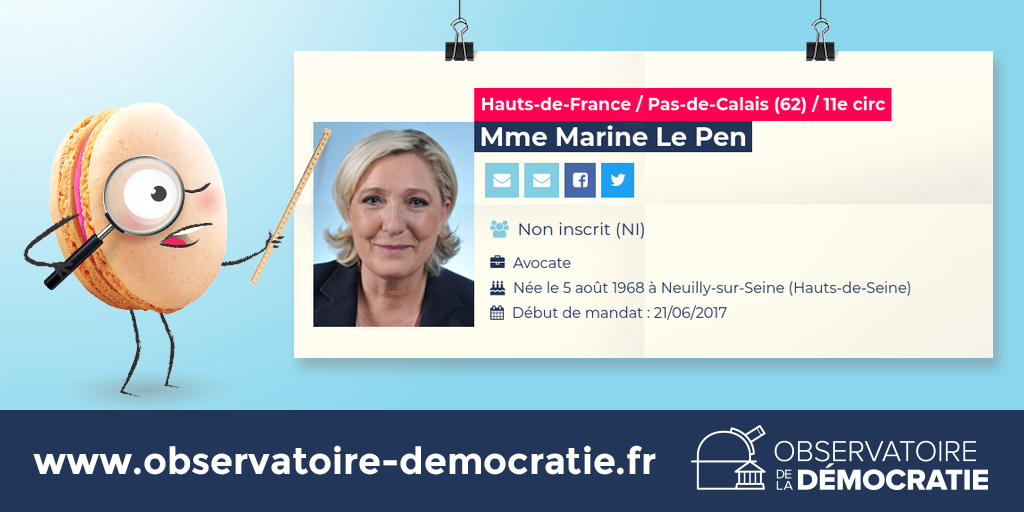 Hauts-de-France / Pas-de-Calais (62) / 11e circ
Mme Marine Le Pen
Non inscrit (NI)
Avocate
Née le 5 août 1968 à Neuilly-sur-Seine (Hauts-de-Seine)
Début de mandat : 21/06/2017
www.observatoire-democratie.fr
OBSERVATOIRE
DE LA DÉMOCRATIE